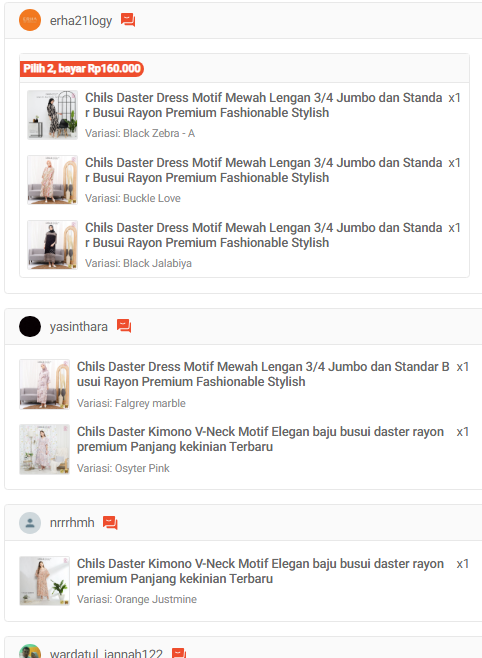 erha21logy
Pilih 2, bayar Rp160.000
Chils Daster Dress Motif Mewah Lengan 3/4 Jumbo dan Standa x1
r Busui Rayon Premium Fashionable Stylish
Variasi: Black Zebra - A
Chils Daster Dress Motif Mewah Lengan 3/4 Jumbo dan Standa x1
r Busui Rayon Premium Fashionable Stylish
Variasi: Buckle Love
Chils Daster Dress Motif Mewah Lengan 3/4 Jumbo dan Standa x1
r Busui Rayon Premium Fashionable Stylish
Variasi: Black Jalabiya
yasinthara
Chils Daster Dress Motif Mewah Lengan 3/4 Jumbo dan Standar B x1
usui Rayon Premium Fashionable Stylish
Variasi: Falgrey marble
Chils Daster Kimono V-Neck Motif Elegan baju busui daster rayon x1
premium Panjang kekinian Terbaru
Variasi: Osyter Pink
nrrrhmh
Chils Daster Kimono V-Neck Motif Elegan baju busui daster rayon x1
premium Panjang kekinian Terbaru
Variasi: Orange Justmine
wardatul_jannah122